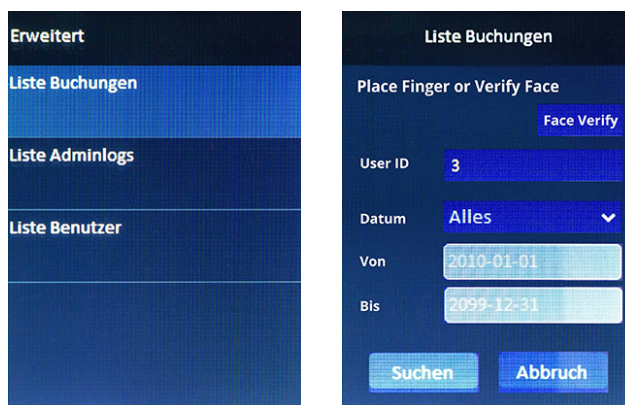 Erweitert
Liste Buchungen
Liste Adminlogs
Liste Benutzer
Liste Buchungen
Place Finger or Verify Face
Face Verify
User ID 3
Datum Alles
Von 2010-01-01
Bis 2099-12-31
Suchen Abbruch